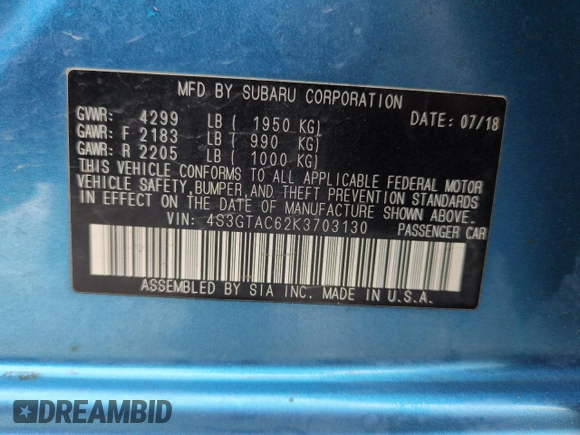 MFD BY SUBARU CORPORATION
GVWR: 4299 LB ( 1950 KG) DATE: 07/18
GAWR: F 2183 LB ( 990 KG)
GAWR: R 2205 LB ( 1000 KG)
THIS VEHICLE CONFORMS TO ALL APPLICABLE FEDERAL MOTOR
VEHICLE SAFETY, BUMPER, AND THEFT PREVENTION STANDARDS
IN EFFECT ON THE DATE OF MANUFACTURE SHOWN ABOVE.
VIN: 4S3GTAC62K3703130 PASSENGER CAR
ASSEMBLED BY SIA INC. MADE IN U.S.A.
DREAMBID